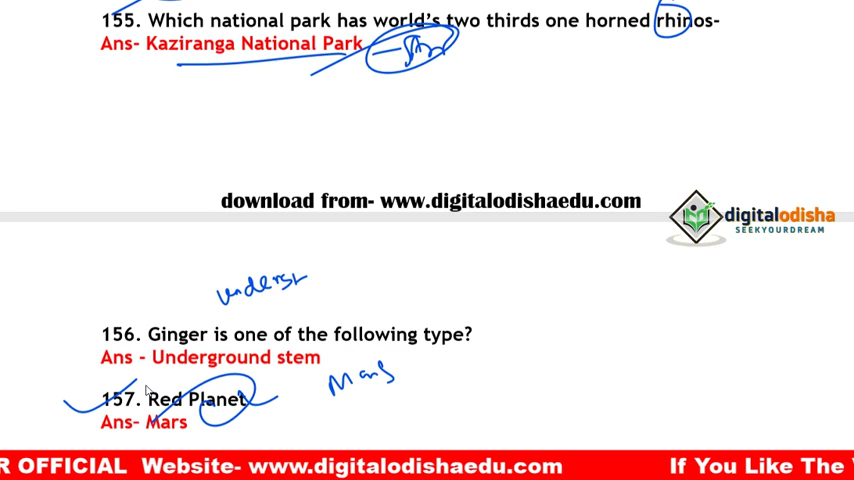 155. Which national park has world's two thirds one horned rhinos-
Ans- Kaziranga National Park
download from- www.digitalodishaedu.com
digitalodisha
SEEKYOURDREAM
underst
156. Ginger is one of the following type?
Ans - Underground stem
Mars
157. Red Planet
Ans- Mars
R OFFICIAL Website- www.digitalodishaedu.com If You Like The